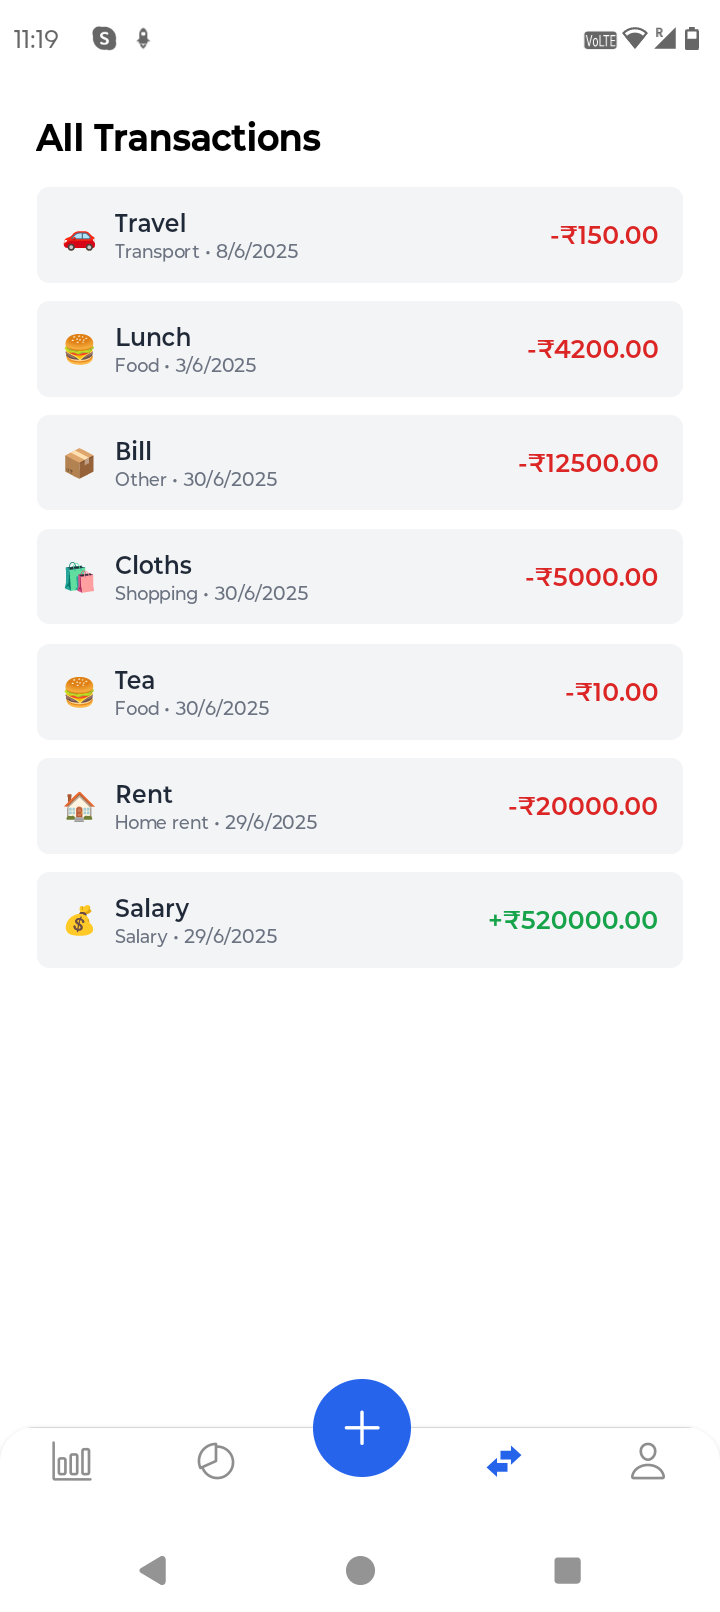 11:19 S VoLTE R
All Transactions
Travel -₹150.00
Transport • 8/6/2025
Lunch -₹4200.00
Food • 3/6/2025
Bill -₹12500.00
Other • 30/6/2025
Cloths -₹5000.00
Shopping • 30/6/2025
Tea -₹10.00
Food • 30/6/2025
Rent -₹20000.00
Home rent • 29/6/2025
Salary +₹520000.00
Salary • 29/6/2025